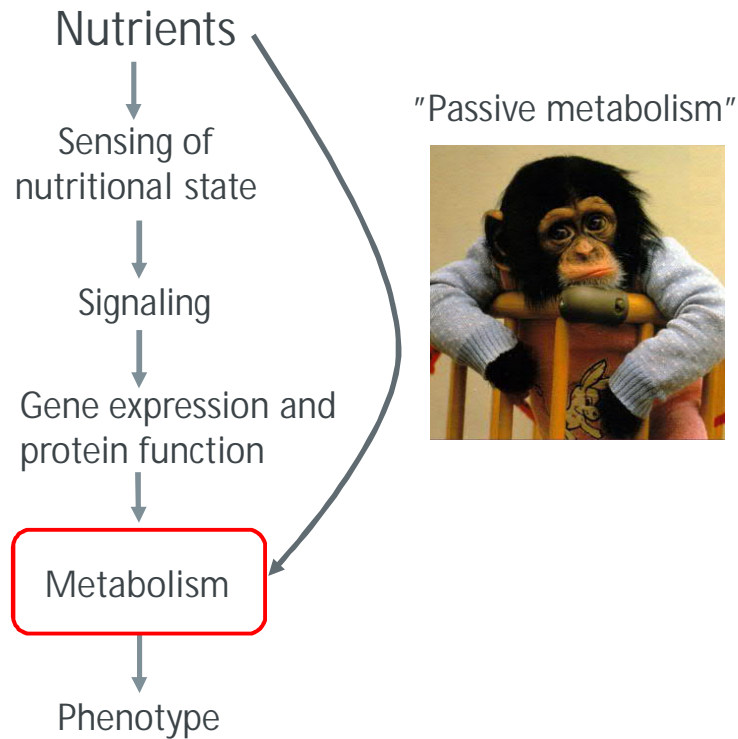 Nutrients
Sensing of
nutritional state
Signaling
Gene expression and
protein function
Metabolism
Phenotype
"Passive metabolism"